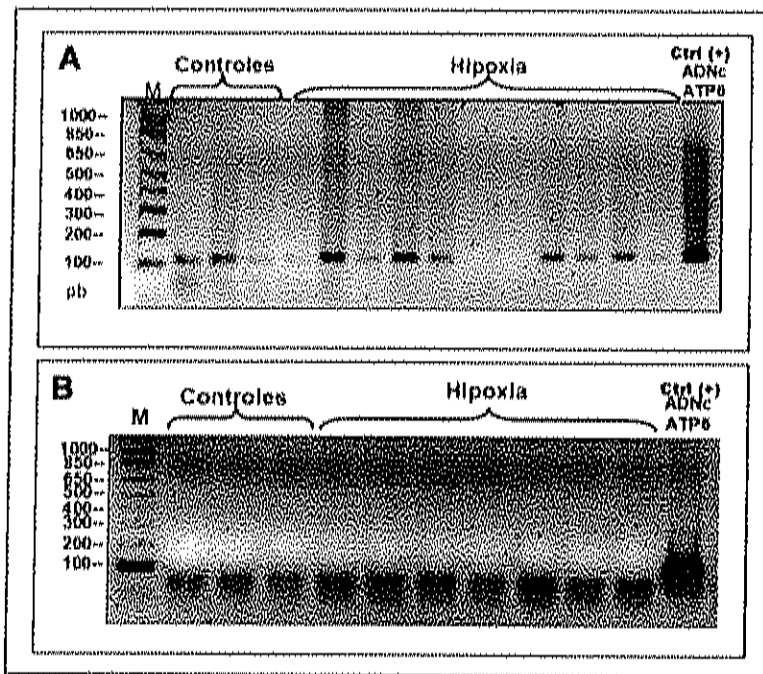 A
Controles
Hipoxia
Ctrl (+)
ADNc
ATP6
M
1000
850
650
500
400
300
200
100
pb
B
Controles
Hipoxia
Ctrl (+)
ADNc
ATP6
M
1000
850
650
500
400
300
200
100